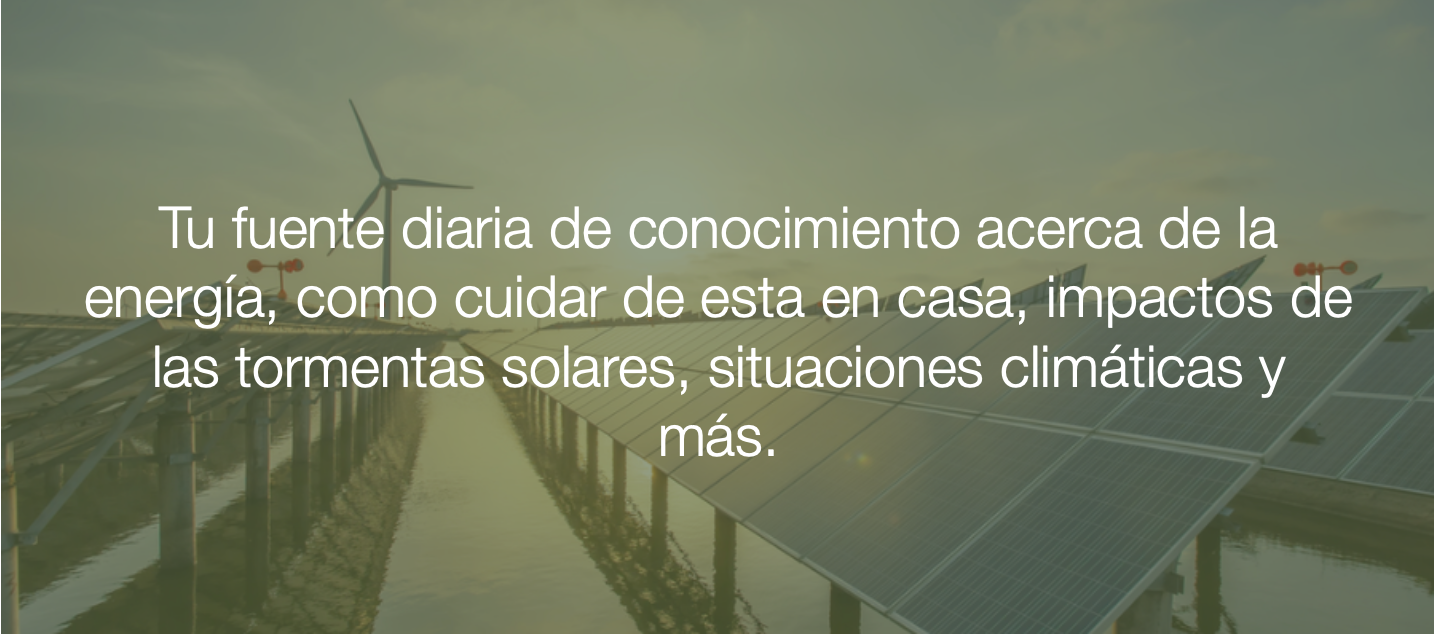 Tu fuente diaria de conocimiento acerca de la
energía, como cuidar de esta en casa, impactos de
las tormentas solares, situaciones climáticas y
más.